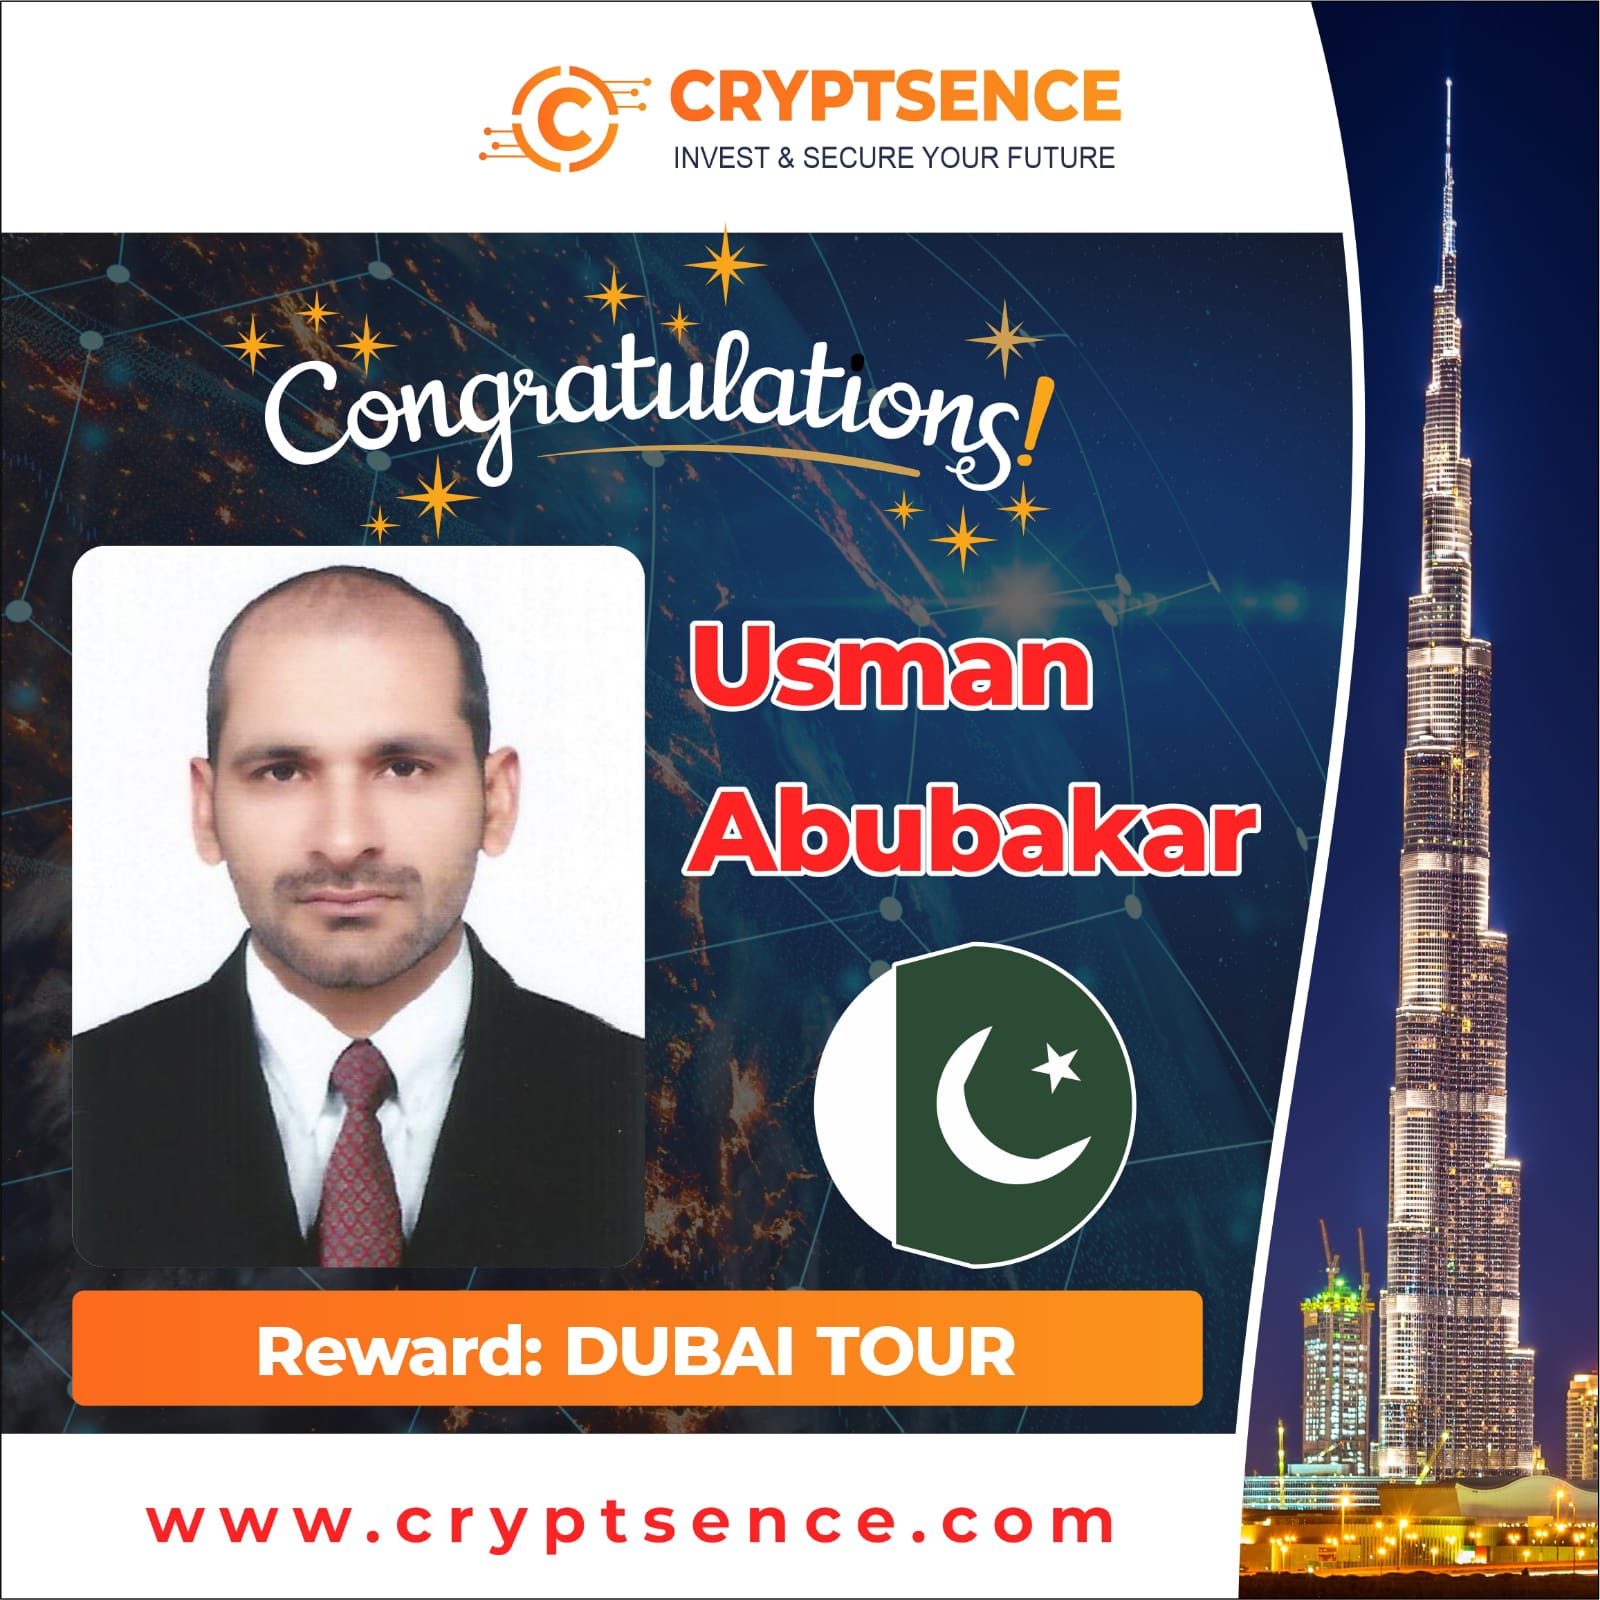 CRYPTSENCE
INVEST & SECURE YOUR FUTURE
Congratulations!
Usman
Abubakar
Reward: DUBAI TOUR
www.cryptsence.com